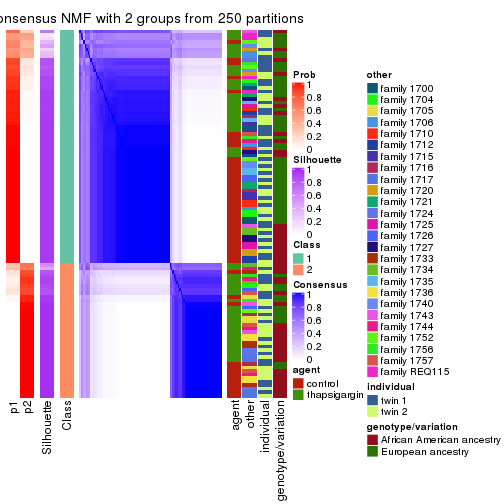 onsensus NMF with 2 groups from 250 partitions
Prob
1
0.8
0.6
0.4
0.2
0
Silhouette
1
0.8
0.6
0.4
0.2
0
Class
1
2
Consensus
1
0.8
0.6
0.4
0.2
0
agent
control
thapsigargin
other
family 1700
family 1704
family 1705
family 1706
family 1710
family 1712
family 1715
family 1716
family 1717
family 1720
family 1721
family 1724
family 1725
family 1726
family 1727
family 1733
family 1734
family 1735
family 1736
family 1740
family 1743
family 1744
family 1752
family 1756
family 1757
family REQ115
individual
twin 1
twin 2
genotype/variation
African American ancestry
European ancestry
p1
p2
Silhouette
Class
agent
other
individual
genotype/variation